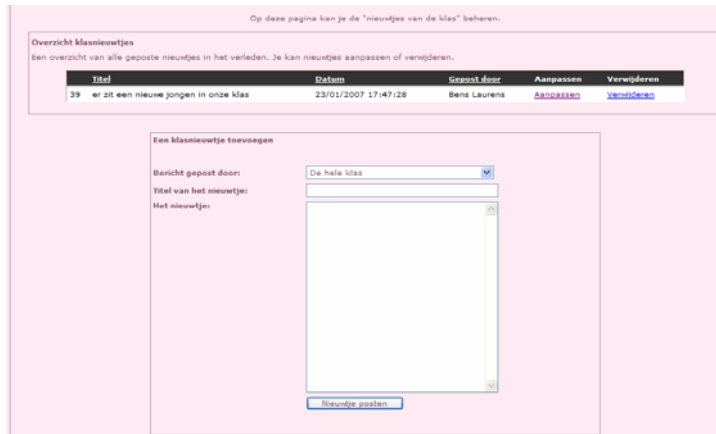 Op deze pagina kan je de "nieuwtjes van de klas" beheren.
Overzicht klasnieuwtjes
Een overzicht van alle geposte nieuwtjes in het verleden. Je kan nieuwtjes aanpassen of verwijderen.
Titel Datum Gepost door Aanpassen Verwijderen
39 er zit een nieuwe jongen in onze klas 23/01/2007 17:47:28 Bens Laurens Aanpassen Verwijderen
Een klasnieuwtje toevoegen
Bericht gepost door: De hele klas
Titel van het nieuwtje:
Het nieuwtje:
Nieuwtje posten